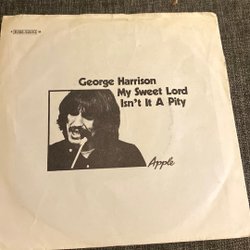 George Harrison
My Sweet Lord
Isn't It A Pity
Apple